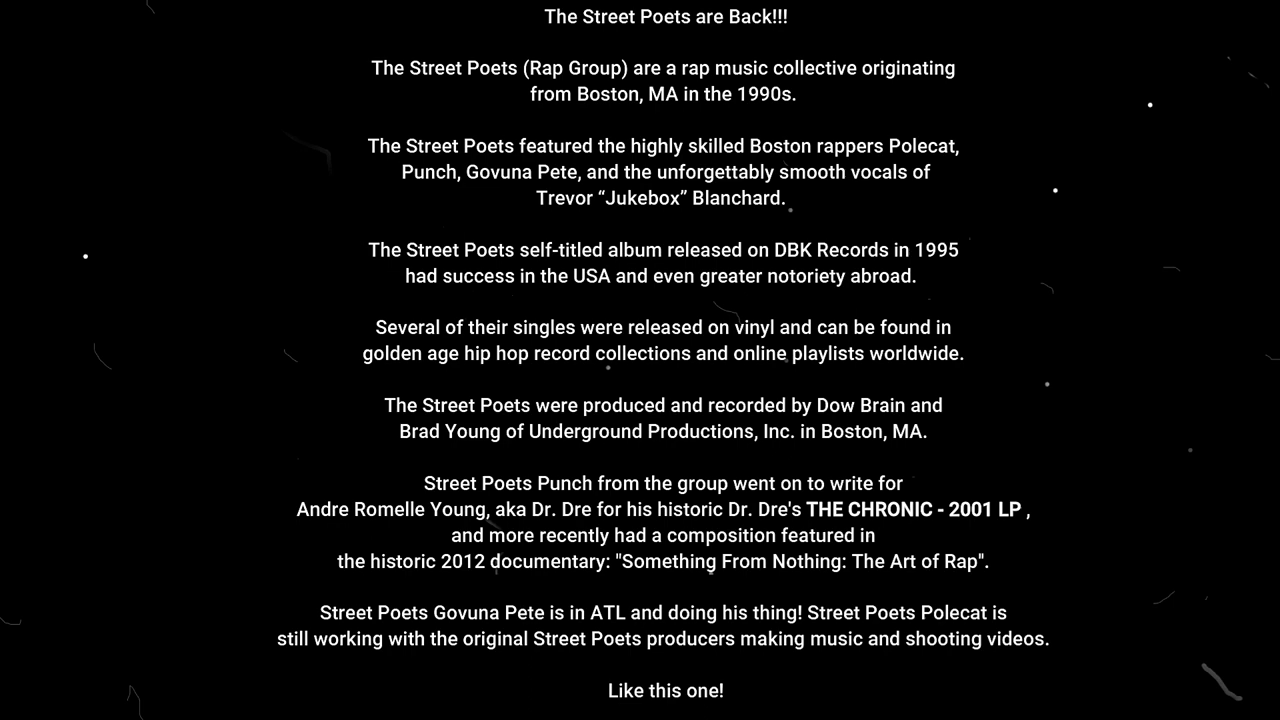 The Street Poets are Back!!!
The Street Poets (Rap Group) are a rap music collective originating
from Boston, MA in the 1990s.
The Street Poets featured the highly skilled Boston rappers Polecat,
Punch, Govuna Pete, and the unforgettably smooth vocals of
Trevor “Jukebox” Blanchard.
The Street Poets self-titled album released on DBK Records in 1995
had success in the USA and even greater notoriety abroad.
Several of their singles were released on vinyl and can be found in
golden age hip hop record collections and online playlists worldwide.
The Street Poets were produced and recorded by Dow Brain and
Brad Young of Underground Productions, Inc. in Boston, MA.
Street Poets Punch from the group went on to write for
Andre Romelle Young, aka Dr. Dre for his historic Dr. Dre's THE CHRONIC - 2001 LP ,
and more recently had a composition featured in
the historic 2012 documentary: "Something From Nothing: The Art of Rap".
Street Poets Govuna Pete is in ATL and doing his thing! Street Poets Polecat is
still working with the original Street Poets producers making music and shooting videos.
Like this one!